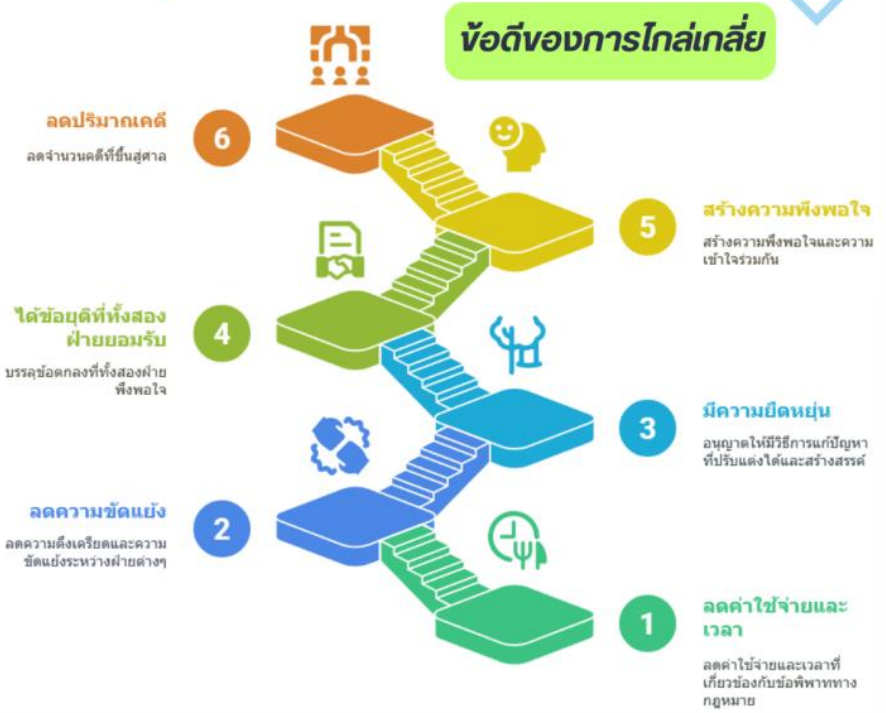 ข้อดีของการไกล่เกลี่ย
ลดปริมาณคดี
6
ลดจำนวนคดีที่ขึ้นสู่ศาล
5
สร้างความพึงพอใจ
สร้างความพึงพอใจและความ
เข้าใจร่วมกัน
ได้ข้อยุติที่ทั้งสอง
ฝ่ายยอมรับ
4
บรรลุข้อตกลงที่ทั้งสองฝ่าย
พึงพอใจ
3
มีความยืดหยุ่น
อนุญาตให้มีวิธีการแก้ปัญหา
ที่ปรับแต่งได้และสร้างสรรค์
ลดความขัดแย้ง
2
ลดความตึงเครียดและความ
ขัดแย้งระหว่างฝ่ายต่างๆ
1
ลดค่าใช้จ่ายและ
เวลา
ลดค่าใช้จ่ายและเวลาที่
เกี่ยวข้องกับข้อพิพาททาง
กฎหมาย